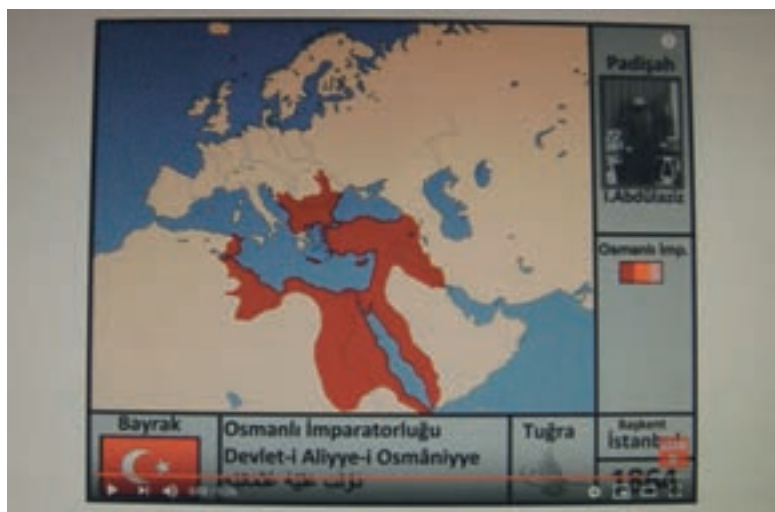 Padişah
I.Abdülaziz
Osmanlı İmp.
Bayrak
Osmanlı İmparatorluğu
Devlet-i Aliyye-i Osmâniyye
Tuğra
Başkent
İstanbul